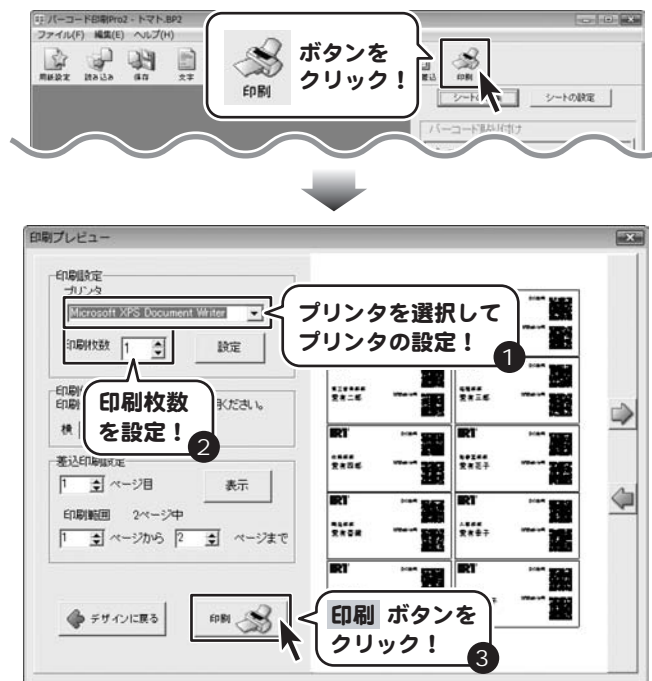 バーコード印刷Pro2 - トマト.BP2
ファイル(F) 編集(E) ヘルプ(H)
用紙設定 読み込み 保存 文字
印刷
ボタンを
クリック！
差込 印刷
シートの設定
バーコード貼り付け
印刷プレビュー
印刷設定
プリンタ
Microsoft XPS Document Writer
プリンタを選択して
プリンタの設定！
1
印刷枚数 1 設定
印刷枚数
を設定！
2
ください。
横
差込印刷設定
1 ページ目 表示
印刷範囲 2ページ中
1 ページから 2 ページまで
IRT IRT
IRT IRT
IRT IRT
デザインに戻る 印刷
印刷 ボタンを
クリック！
3